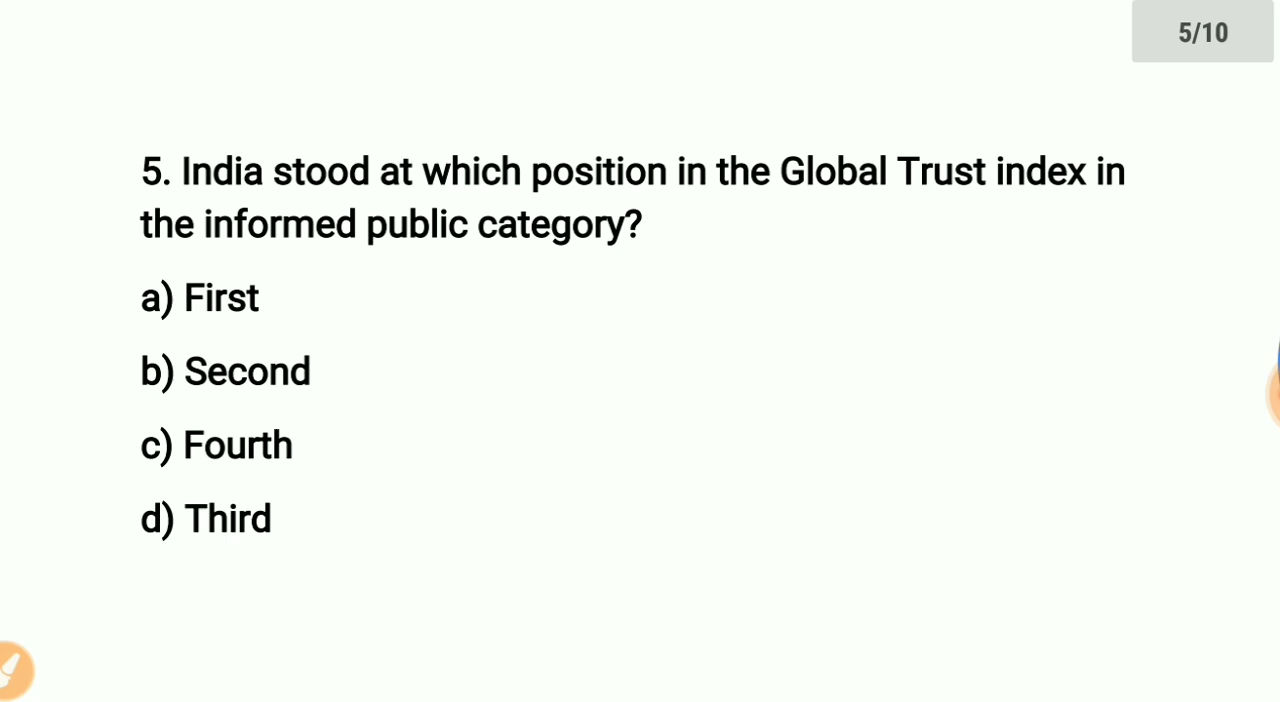 5/10
5. India stood at which position in the Global Trust index in
the informed public category?
a) First
b) Second
c) Fourth
d) Third